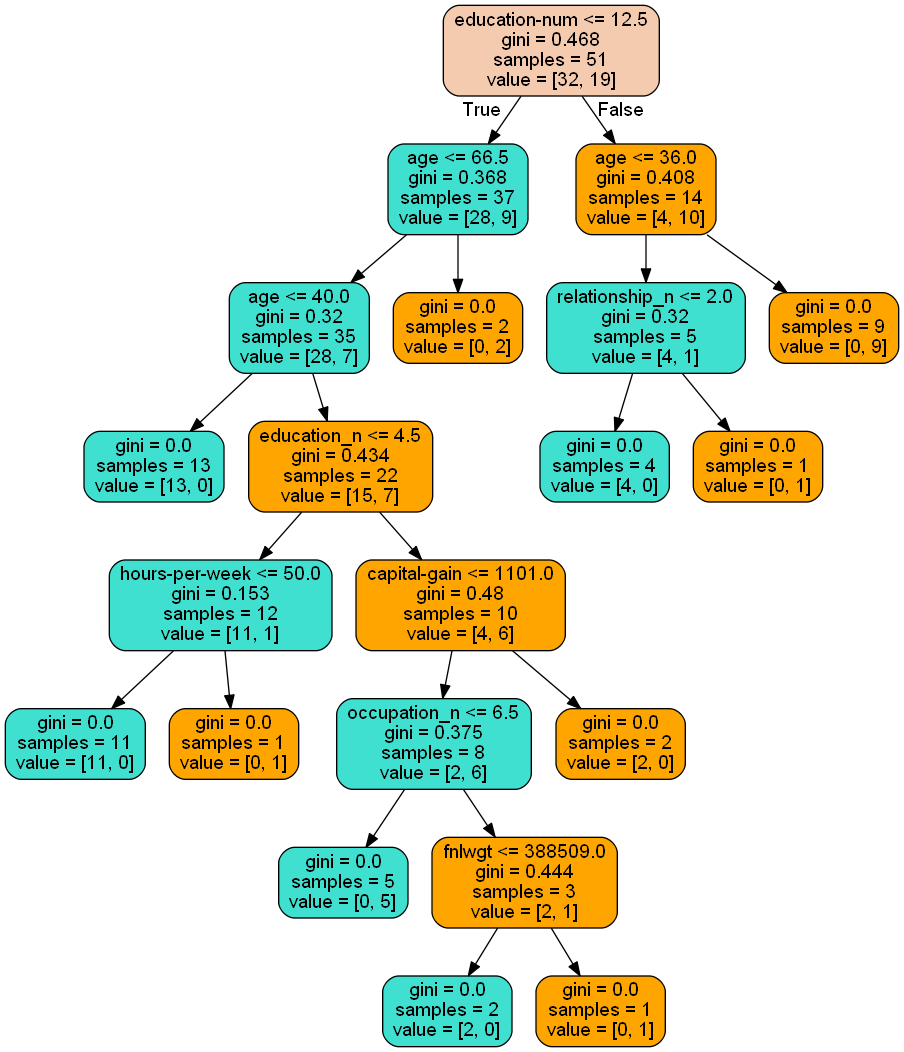 education-num <= 12.5
gini = 0.468
samples = 51
value = [32, 19]
True
False
age <= 66.5
gini = 0.368
samples = 37
value = [28, 9]
age <= 36.0
gini = 0.408
samples = 14
value = [4, 10]
age <= 40.0
gini = 0.32
samples = 35
value = [28, 7]
gini = 0.0
samples = 2
value = [0, 2]
relationship_n <= 2.0
gini = 0.32
samples = 5
value = [4, 1]
gini = 0.0
samples = 9
value = [0, 9]
gini = 0.0
samples = 13
value = [13, 0]
education_n <= 4.5
gini = 0.434
samples = 22
value = [15, 7]
gini = 0.0
samples = 4
value = [4, 0]
gini = 0.0
samples = 1
value = [0, 1]
hours-per-week <= 50.0
gini = 0.153
samples = 12
value = [11, 1]
capital-gain <= 1101.0
gini = 0.48
samples = 10
value = [4, 6]
gini = 0.0
samples = 11
value = [11, 0]
gini = 0.0
samples = 1
value = [0, 1]
occupation_n <= 6.5
gini = 0.375
samples = 8
value = [2, 6]
gini = 0.0
samples = 2
value = [2, 0]
gini = 0.0
samples = 5
value = [0, 5]
fnlwgt <= 388509.0
gini = 0.444
samples = 3
value = [2, 1]
gini = 0.0
samples = 2
value = [2, 0]
gini = 0.0
samples = 1
value = [0, 1]